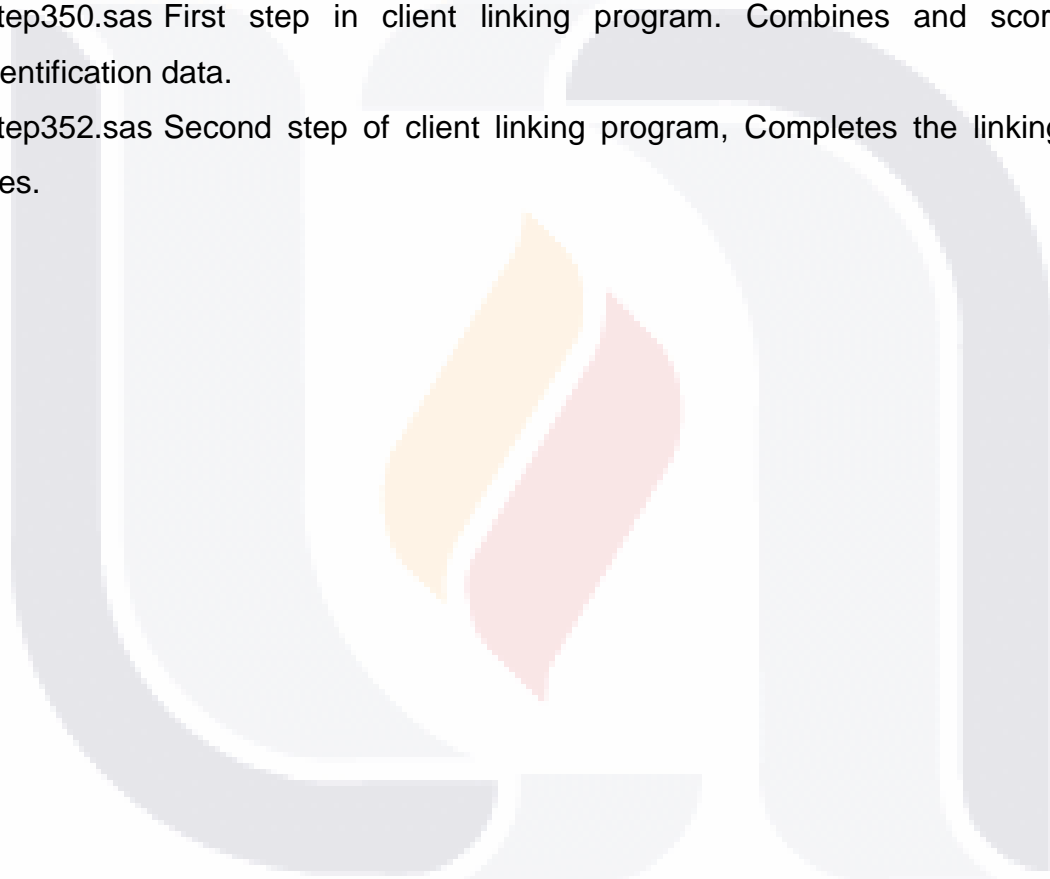 tep350.sas First step in client linking program. Combines and scor
entification data.
tep352.sas Second step of client linking program, Completes the linking
es.